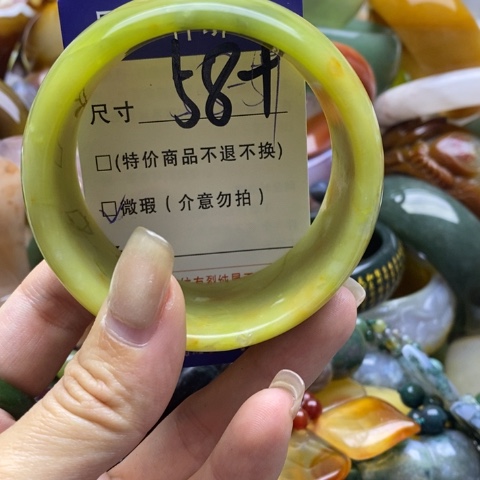 尺寸 58+
□(特价商品不退不换)
☑微瑕（介意勿拍）